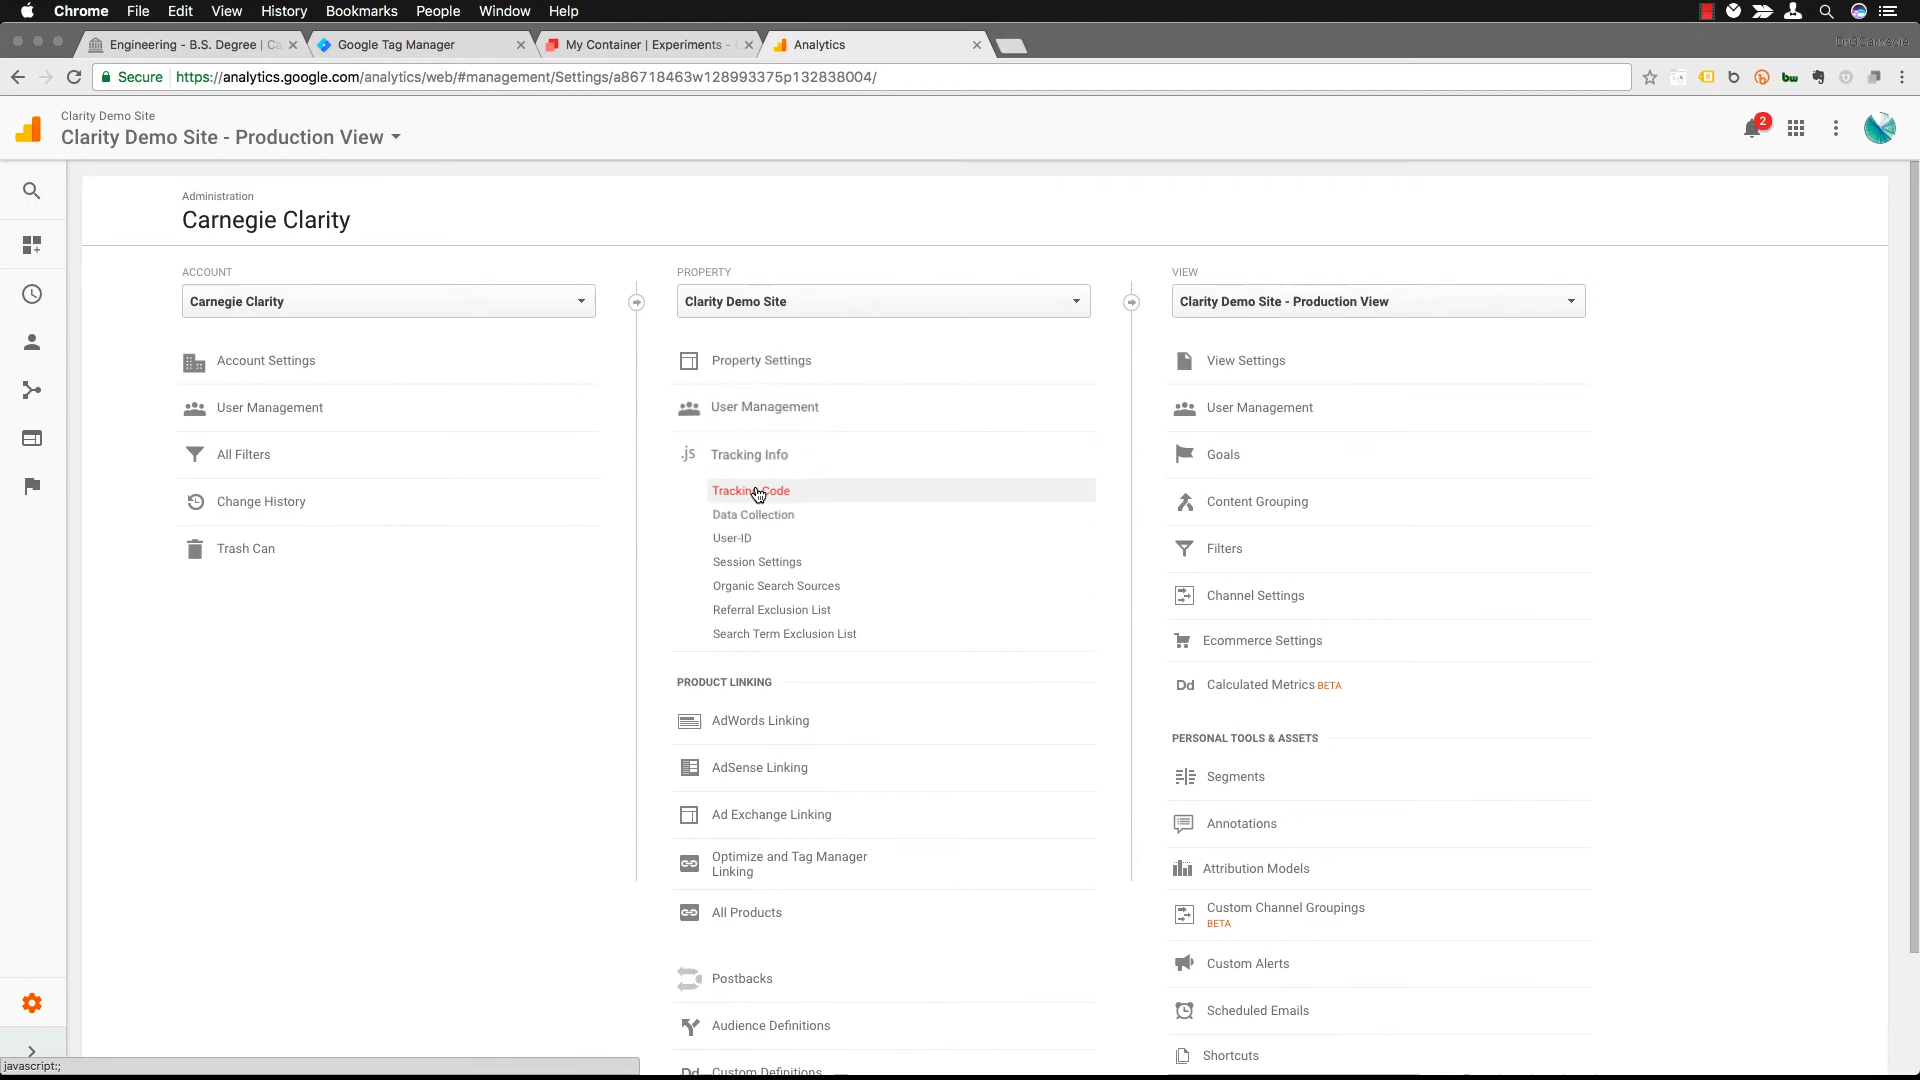 Chrome File Edit View History Bookmarks People Window Help
Engineering - B.S. Degree | Ca
Google Tag Manager
My Container | Experiments -
Analytics
DrGCarnegie
Secure https://analytics.google.com/analytics/web/#management/Settings/a86718463w128993375p132838004/
bw
Clarity Demo Site
Clarity Demo Site - Production View
2
Administration
Carnegie Clarity
ACCOUNT
Carnegie Clarity
Account Settings
User Management
All Filters
Change History
Trash Can
PROPERTY
Clarity Demo Site
Property Settings
User Management
.js Tracking Info
Tracking Code
Data Collection
User-ID
Session Settings
Organic Search Sources
Referral Exclusion List
Search Term Exclusion List
PRODUCT LINKING
AdWords Linking
AdSense Linking
Ad Exchange Linking
Optimize and Tag Manager
Linking
All Products
Postbacks
Audience Definitions
Dd Custom Definitions
VIEW
Clarity Demo Site - Production View
View Settings
User Management
Goals
Content Grouping
Filters
Channel Settings
Ecommerce Settings
Dd Calculated Metrics BETA
PERSONAL TOOLS & ASSETS
Segments
Annotations
Attribution Models
Custom Channel Groupings
BETA
Custom Alerts
Scheduled Emails
Shortcuts
javascript:;